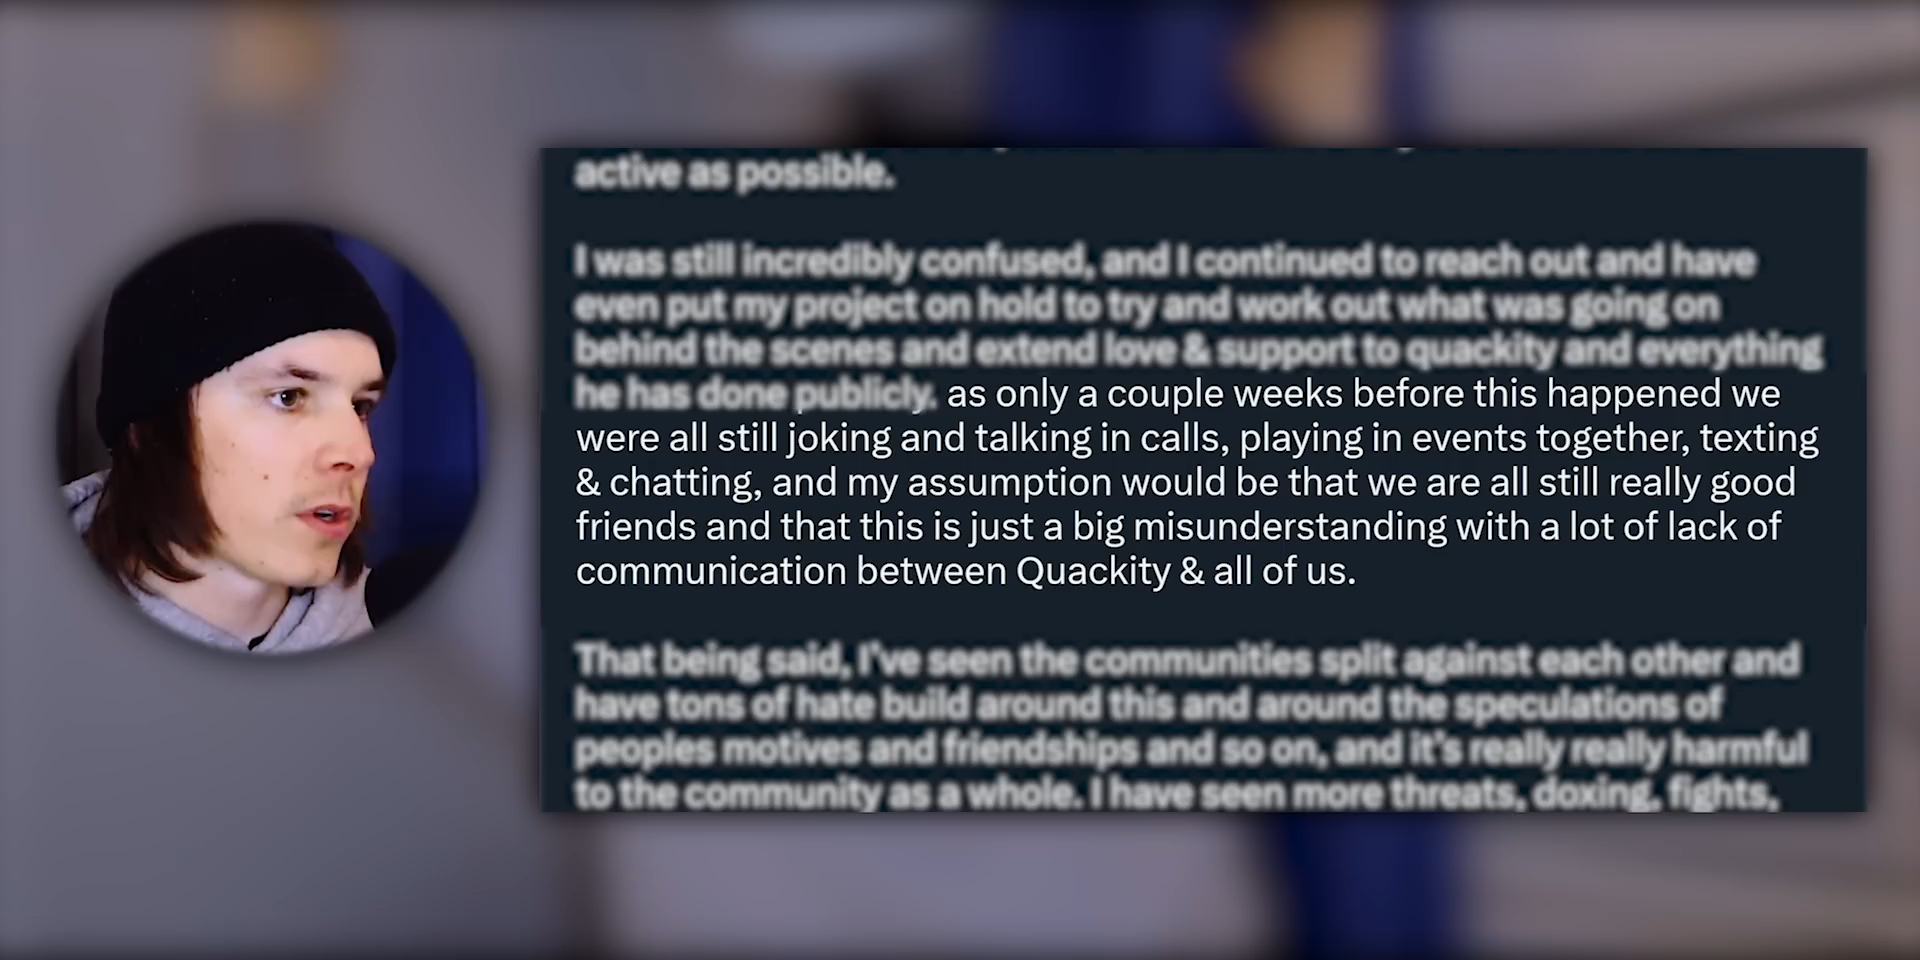 active as possible.
I was still incredibly confused, and I continued to reach out and have
even put my project on hold to try and work out what was going on
behind the scenes and extend love & support to quackity and everything
he has done publicly. as only a couple weeks before this happened we
were all still joking and talking in calls, playing in events together, texting
& chatting, and my assumption would be that we are all still really good
friends and that this is just a big misunderstanding with a lot of lack of
communication between Quackity & all of us.
That being said, I've seen the communities split against each other and
have tons of hate build around this and around the speculations of
peoples motives and friendships and so on, and it's really really harmful
to the community as a whole. I have seen more threats, doxing, fights,